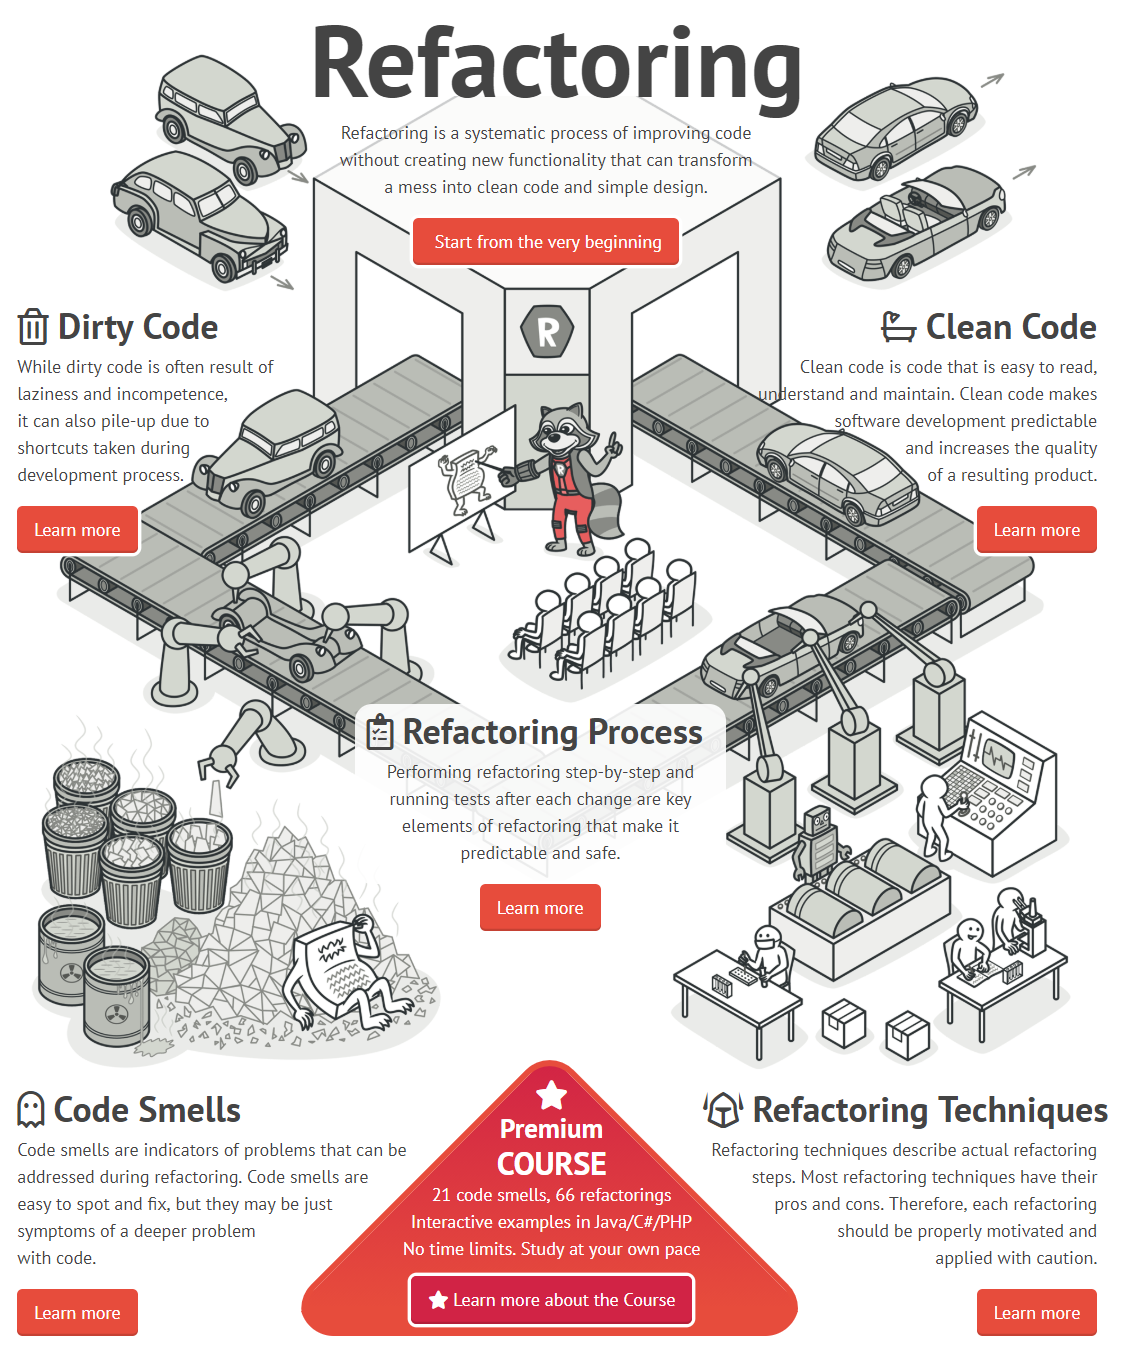 Refactoring
Refactoring is a systematic process of improving code
without creating new functionality that can transform
a mess into clean code and simple design.
Start from the very beginning
R
Dirty Code
While dirty code is often result of
laziness and incompetence,
it can also pile-up due to
shortcuts taken during
development process.
Learn more
Clean Code
Clean code is code that is easy to read,
understand and maintain. Clean code makes
software development predictable
and increases the quality
of a resulting product.
Learn more
Refactoring Process
Performing refactoring step-by-step and
running tests after each change are key
elements of refactoring that make it
predictable and safe.
Learn more
Code Smells
Code smells are indicators of problems that can be
addressed during refactoring. Code smells are
easy to spot and fix, but they may be just
symptoms of a deeper problem
with code.
Learn more
Premium
COURSE
21 code smells, 66 refactorings
Interactive examples in Java/C#/PHP
No time limits. Study at your own pace
Learn more about the Course
Refactoring Techniques
Refactoring techniques describe actual refactoring
steps. Most refactoring techniques have their
pros and cons. Therefore, each refactoring
should be properly motivated and
applied with caution.
Learn more